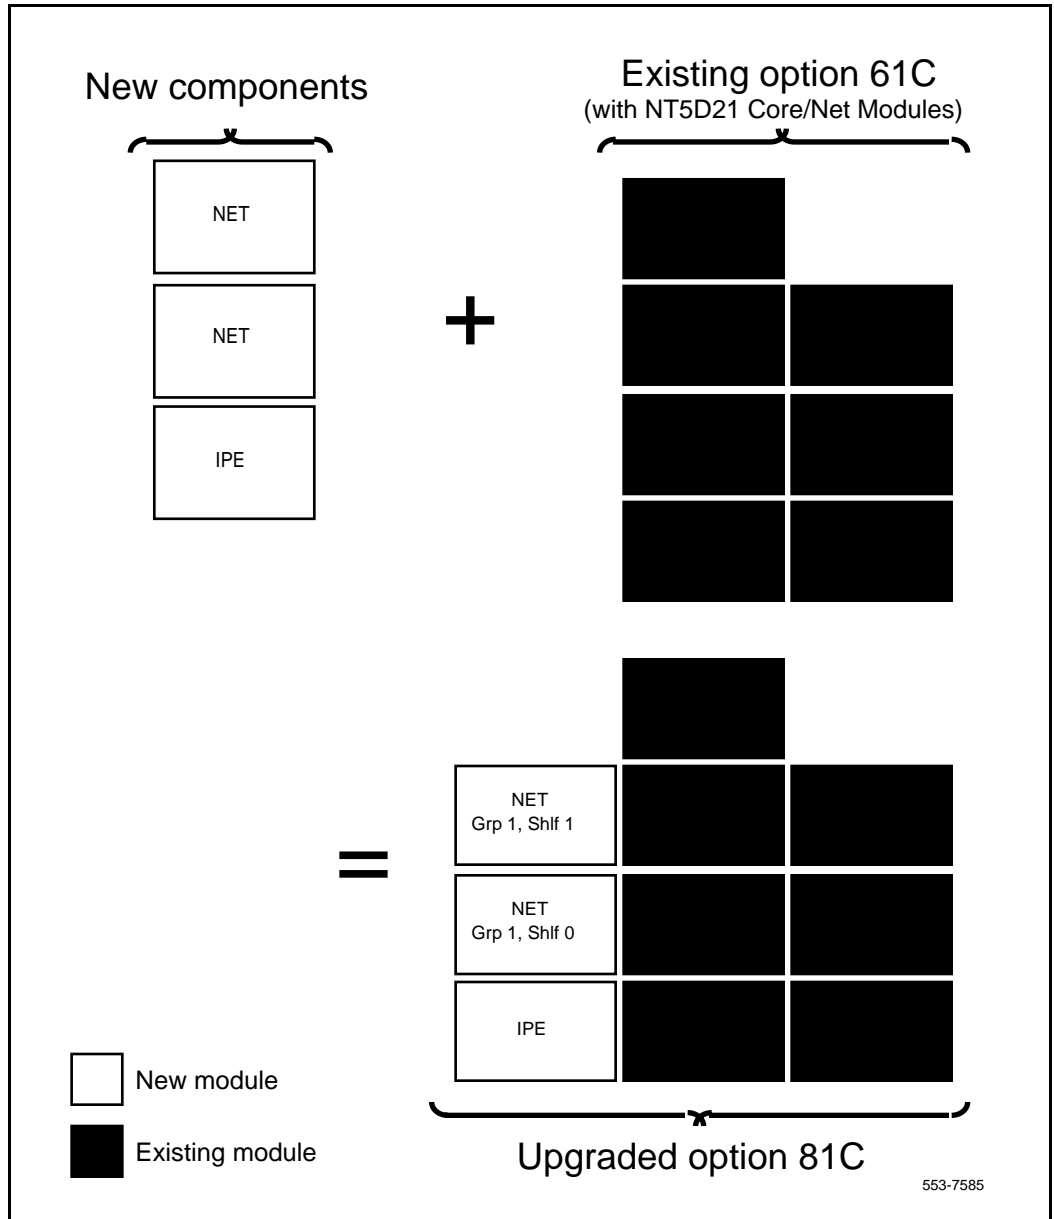 New components
Existing option 61C
(with NT5D21 Core/Net Modules)
NET
NET
IPE
+
=
NET
Grp 1, Shlf 1
NET
Grp 1, Shlf 0
IPE
New module
Existing module
Upgraded option 81C
553-7585